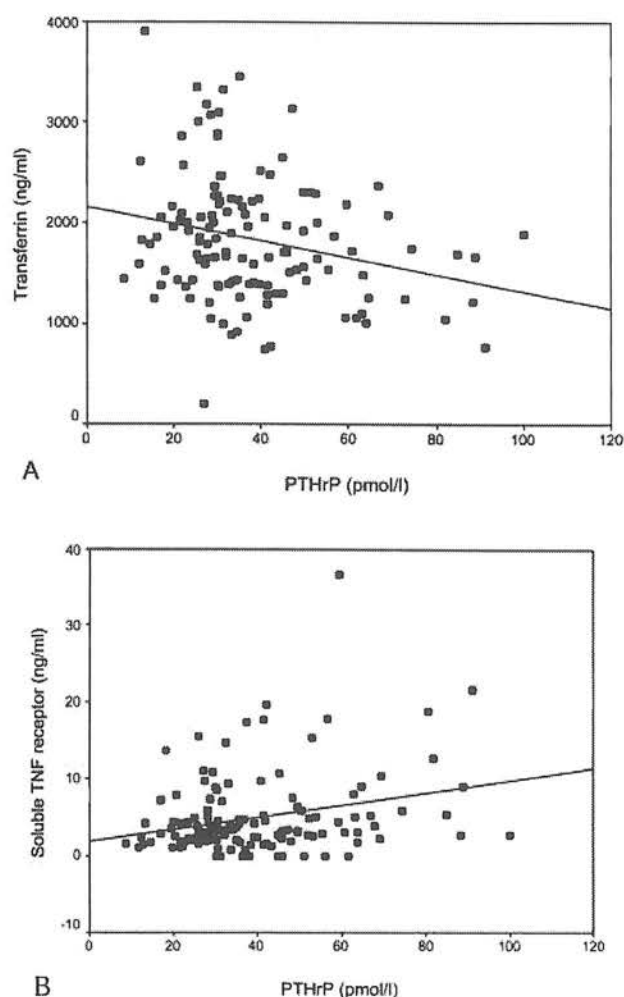 4000
3000
2000
1000
0
Transferrin (ng/ml)
0 20 40 60 80 100 120
A
PTHrP (pmol/l)
40
30
20
10
0
-10
Soluble TNF receptor (ng/ml)
0 20 40 60 80 100 120
B
PTHrP (pmol/l)